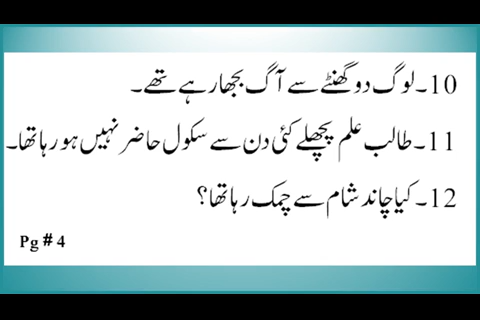 10۔ لوگ دو گھنٹے سے آگ بجھا رہے تھے۔
11۔ طالب علم پچھلے کئی دن سے سکول حاضر نہیں ہو رہا تھا۔
12۔ کیا چاند شام سے چمک رہا تھا؟
Pg # 4